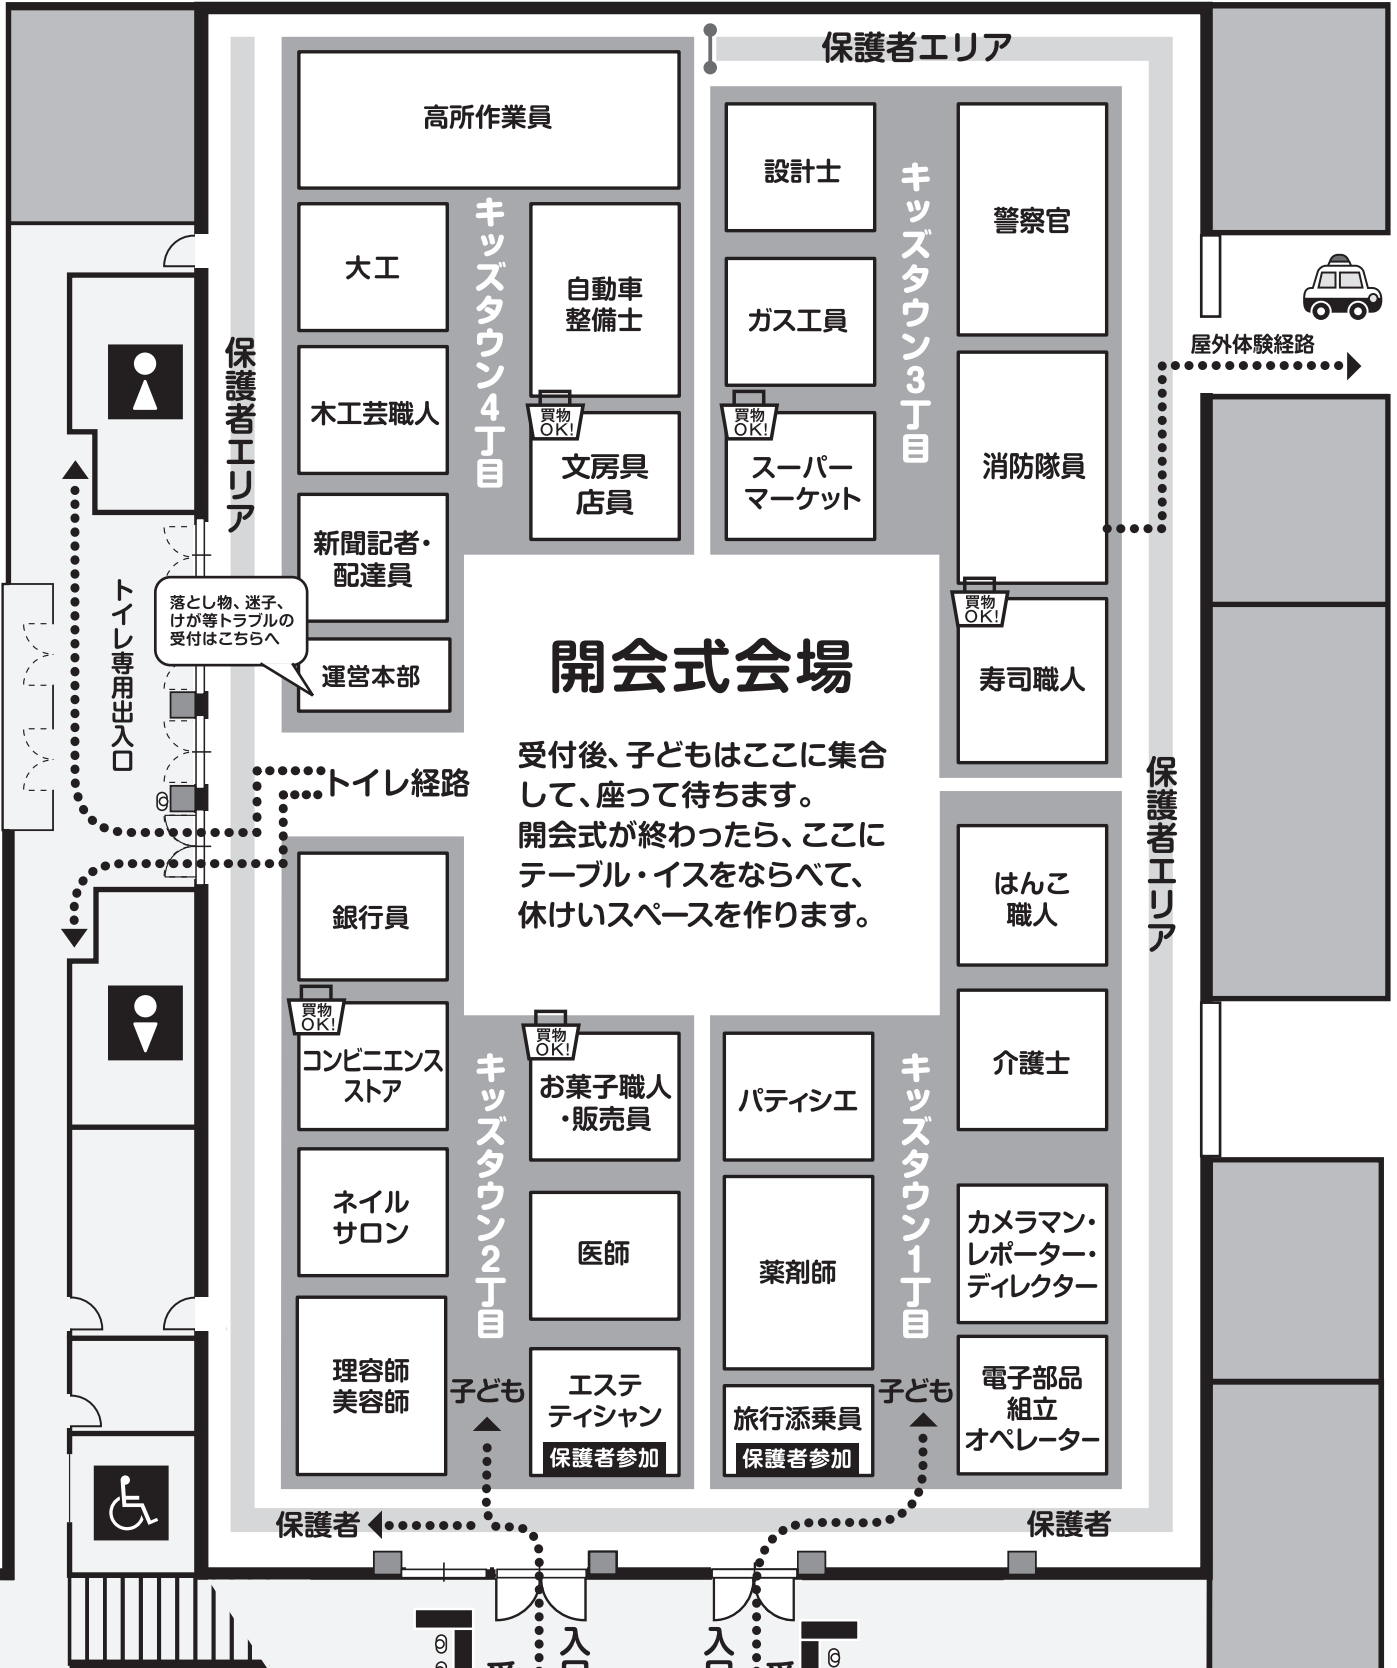 保護者エリア
高所作業員
大工
自動車
整備士
木工芸職人
買物
OK!
文房具
店員
新聞記者・
配達員
運営本部
キッズタウン4丁目
設計士
ガス工員
買物
OK!
スーパー
マーケット
キッズタウン3丁目
警察官
消防隊員
買物
OK!
寿司職人
屋外体験経路
保護者エリア
トイレ専用出入口
落とし物、迷子、
けが等トラブルの
受付はこちらへ
トイレ経路
開会式会場
受付後、子どもはここに集合
して、座って待ちます。
開会式が終わったら、ここに
テーブル・イスをならべて、
休けいスペースを作ります。
保護者エリア
銀行員
買物
OK!
コンビニエンス
ストア
ネイル
サロン
理容師
美容師
キッズタウン2丁目
買物
OK!
お菓子職人
・販売員
医師
エステ
ティシャン
保護者参加
子ども
パティシエ
薬剤師
旅行添乗員
保護者参加
キッズタウン1丁目
子ども
はんこ
職人
介護士
カメラマン・
レポーター・
ディレクター
電子部品
組立
オペレーター
保護者
保護者
入
入